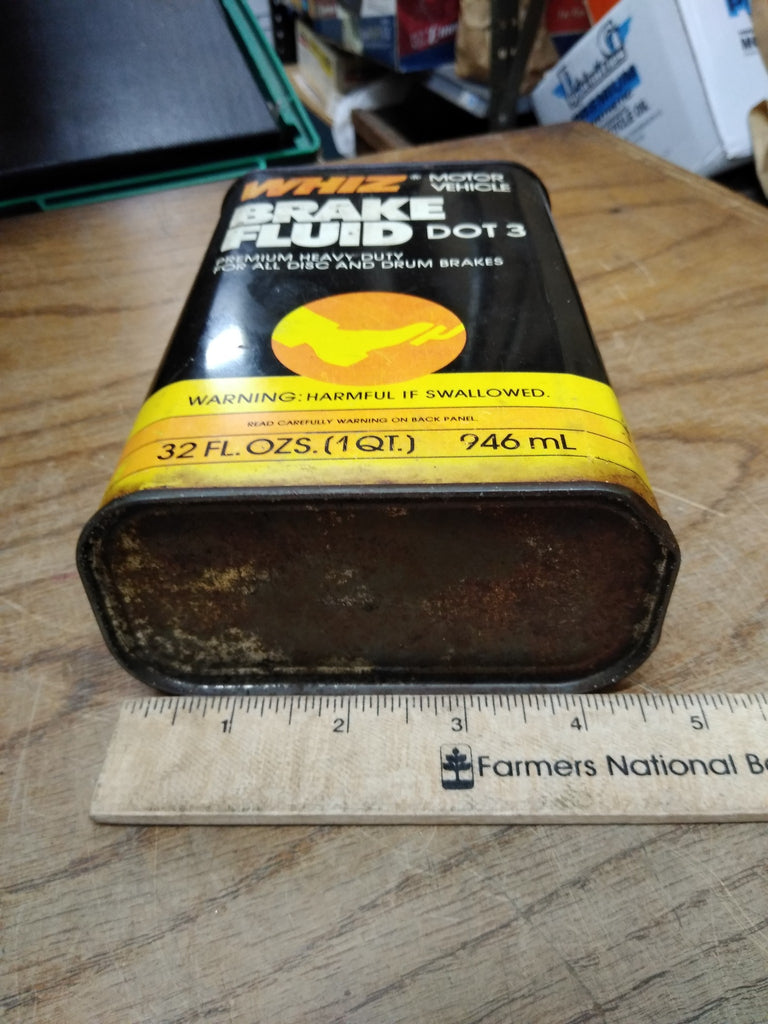 WHIZ® MOTOR
VEHICLE
BRAKE
FLUID DOT 3
PREMIUM HEAVY DUTY
FOR ALL DISC AND DRUM BRAKES
WARNING: HARMFUL IF SWALLOWED.
READ CAREFULLY WARNING ON BACK PANEL.
32 FL. OZS. (1 QT.) 946 mL
1 2 3 4 5
Farmers National B
PREMIUM